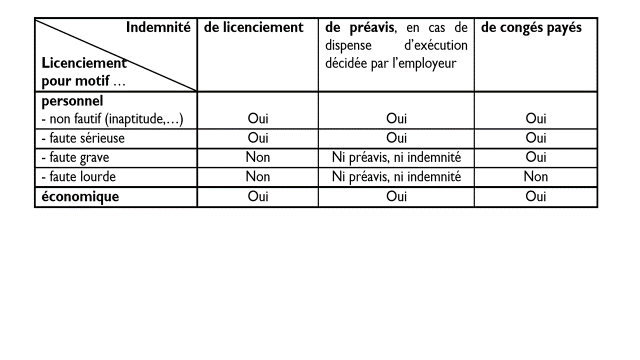 Indemnité de licenciement de préavis, en cas de de congés payés
dispense d’exécution
Licenciement décidée par l’employeur
pour motif …
personnel
- non fautif (inaptitude,…) Oui Oui Oui
- faute sérieuse Oui Oui Oui
- faute grave Non Ni préavis, ni indemnité Oui
- faute lourde Non Ni préavis, ni indemnité Non
économique Oui Oui Oui